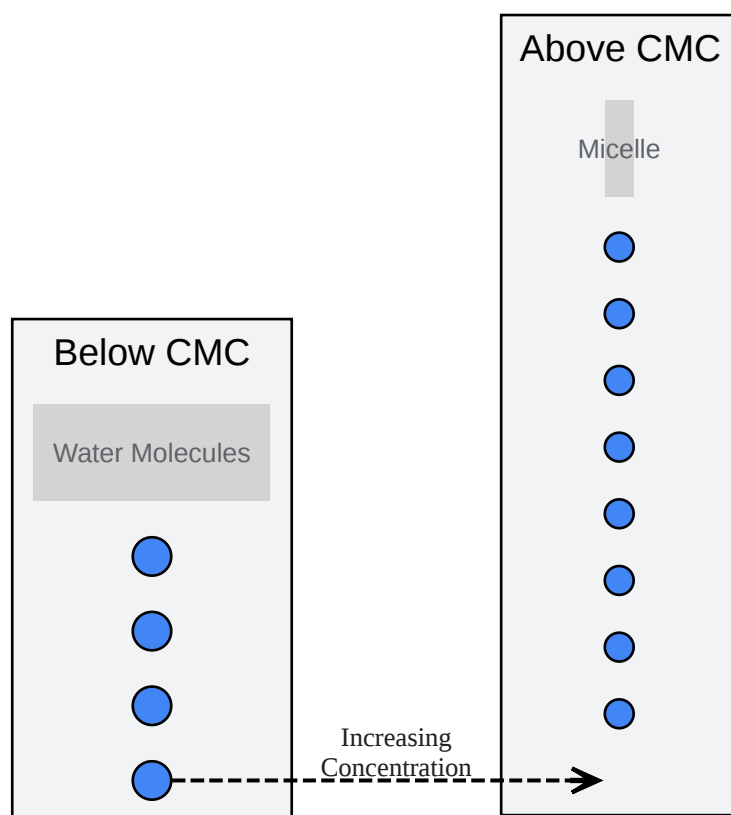 Above CMC
Micelle
Below CMC
Water Molecules
Increasing
Concentration